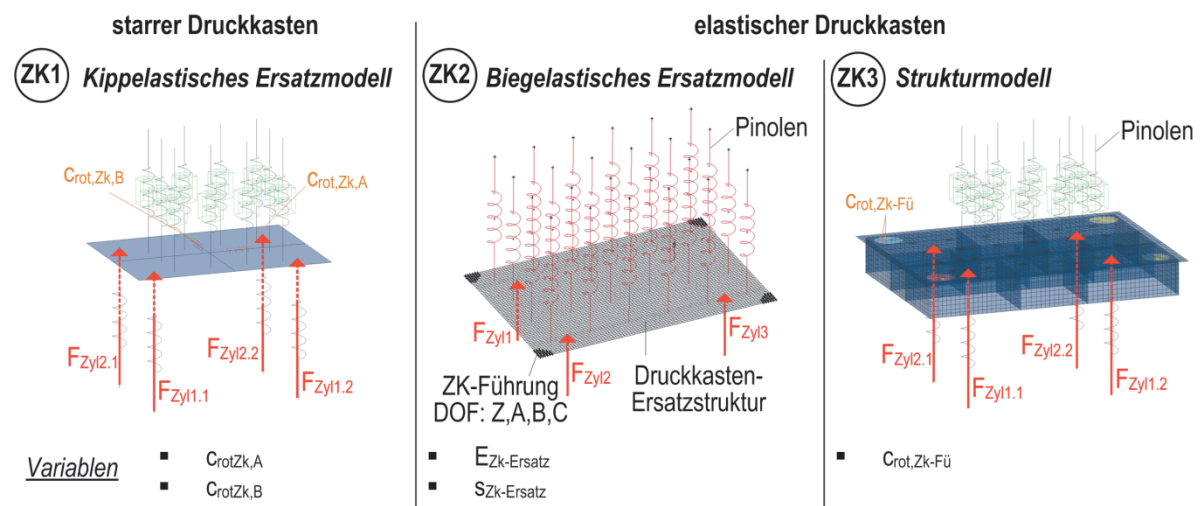 starrer Druckkasten
elastischer Druckkasten
ZK1 Kippelastisches Ersatzmodell
ZK2 Biegelastisches Ersatzmodell
ZK3 Strukturmodell
Pinolen
Pinolen
Crot,Zk,B
Crot,Zk,A
Crot,Zk-Fü
FZyl2.1
FZyl1.1
FZyl2.2
FZyl1.2
FZyl1
FZyl2
FZyl3
ZK-Führung
DOF: Z,A,B,C
Druckkasten-
Ersatzstruktur
FZyl2.1
FZyl1.1
FZyl2.2
FZyl1.2
Variablen
▪ CrotZk,A
▪ CrotZk,B
▪ EZk-Ersatz
▪ SZk-Ersatz
▪ Crot,Zk-Fü